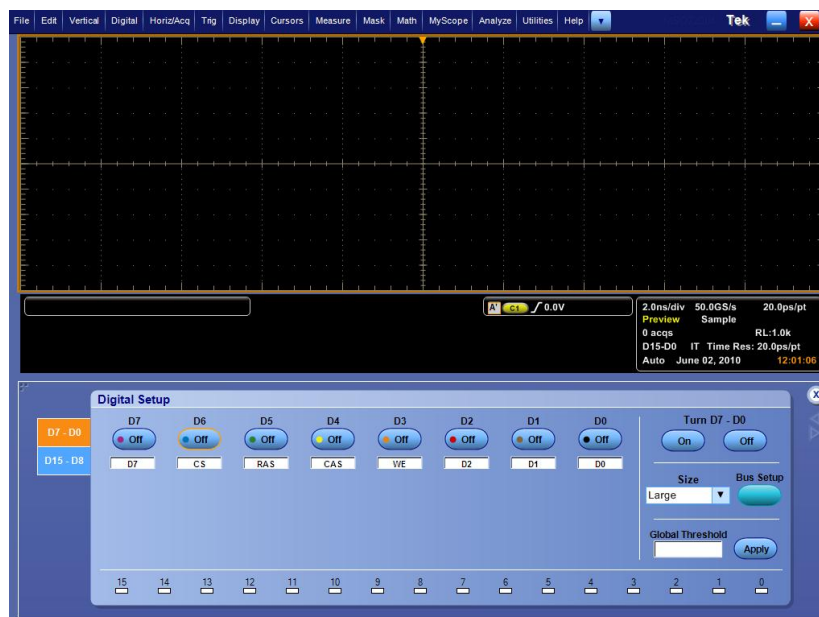 File Edit Vertical Digital Horiz/Acq Trig Display Cursors Measure Mask Math MyScope Analyze Utilities Help Tek X
A' C1 0.0V
2.0ns/div 50.0GS/s 20.0ps/pt
Preview Sample
0 acqs RL:1.0k
D15-D0 IT Time Res: 20.0ps/pt
Auto June 02, 2010 12:01:06
X
Digital Setup
D7 - D0
D15 - D8
D7 D6 D5 D4 D3 D2 D1 D0
Off Off Off Off Off Off Off Off
D7 CS RAS CAS WE D2 D1 D0
Turn D7 - D0
On Off
Size Bus Setup
Large
Global Threshold
Apply
15 14 13 12 11 10 9 8 7 6 5 4 3 2 1 0